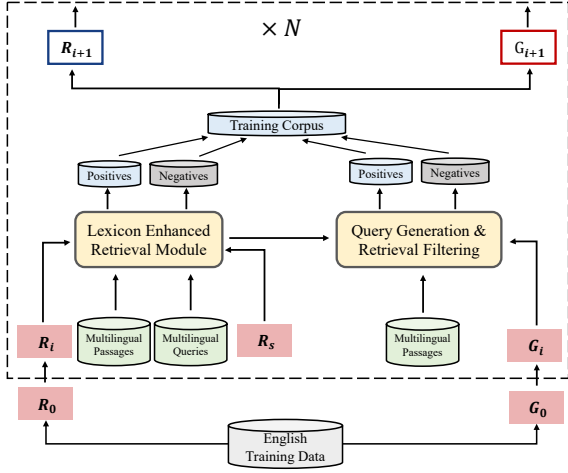 × N
R_{i+1}
G_{i+1}
Training Corpus
Positives
Negatives
Positives
Negatives
Lexicon Enhanced
Retrieval Module
Query Generation &
Retrieval Filtering
R_i
Multilingual
Passages
Multilingual
Queries
R_s
Multilingual
Passages
G_i
R_0
G_0
English
Training Data